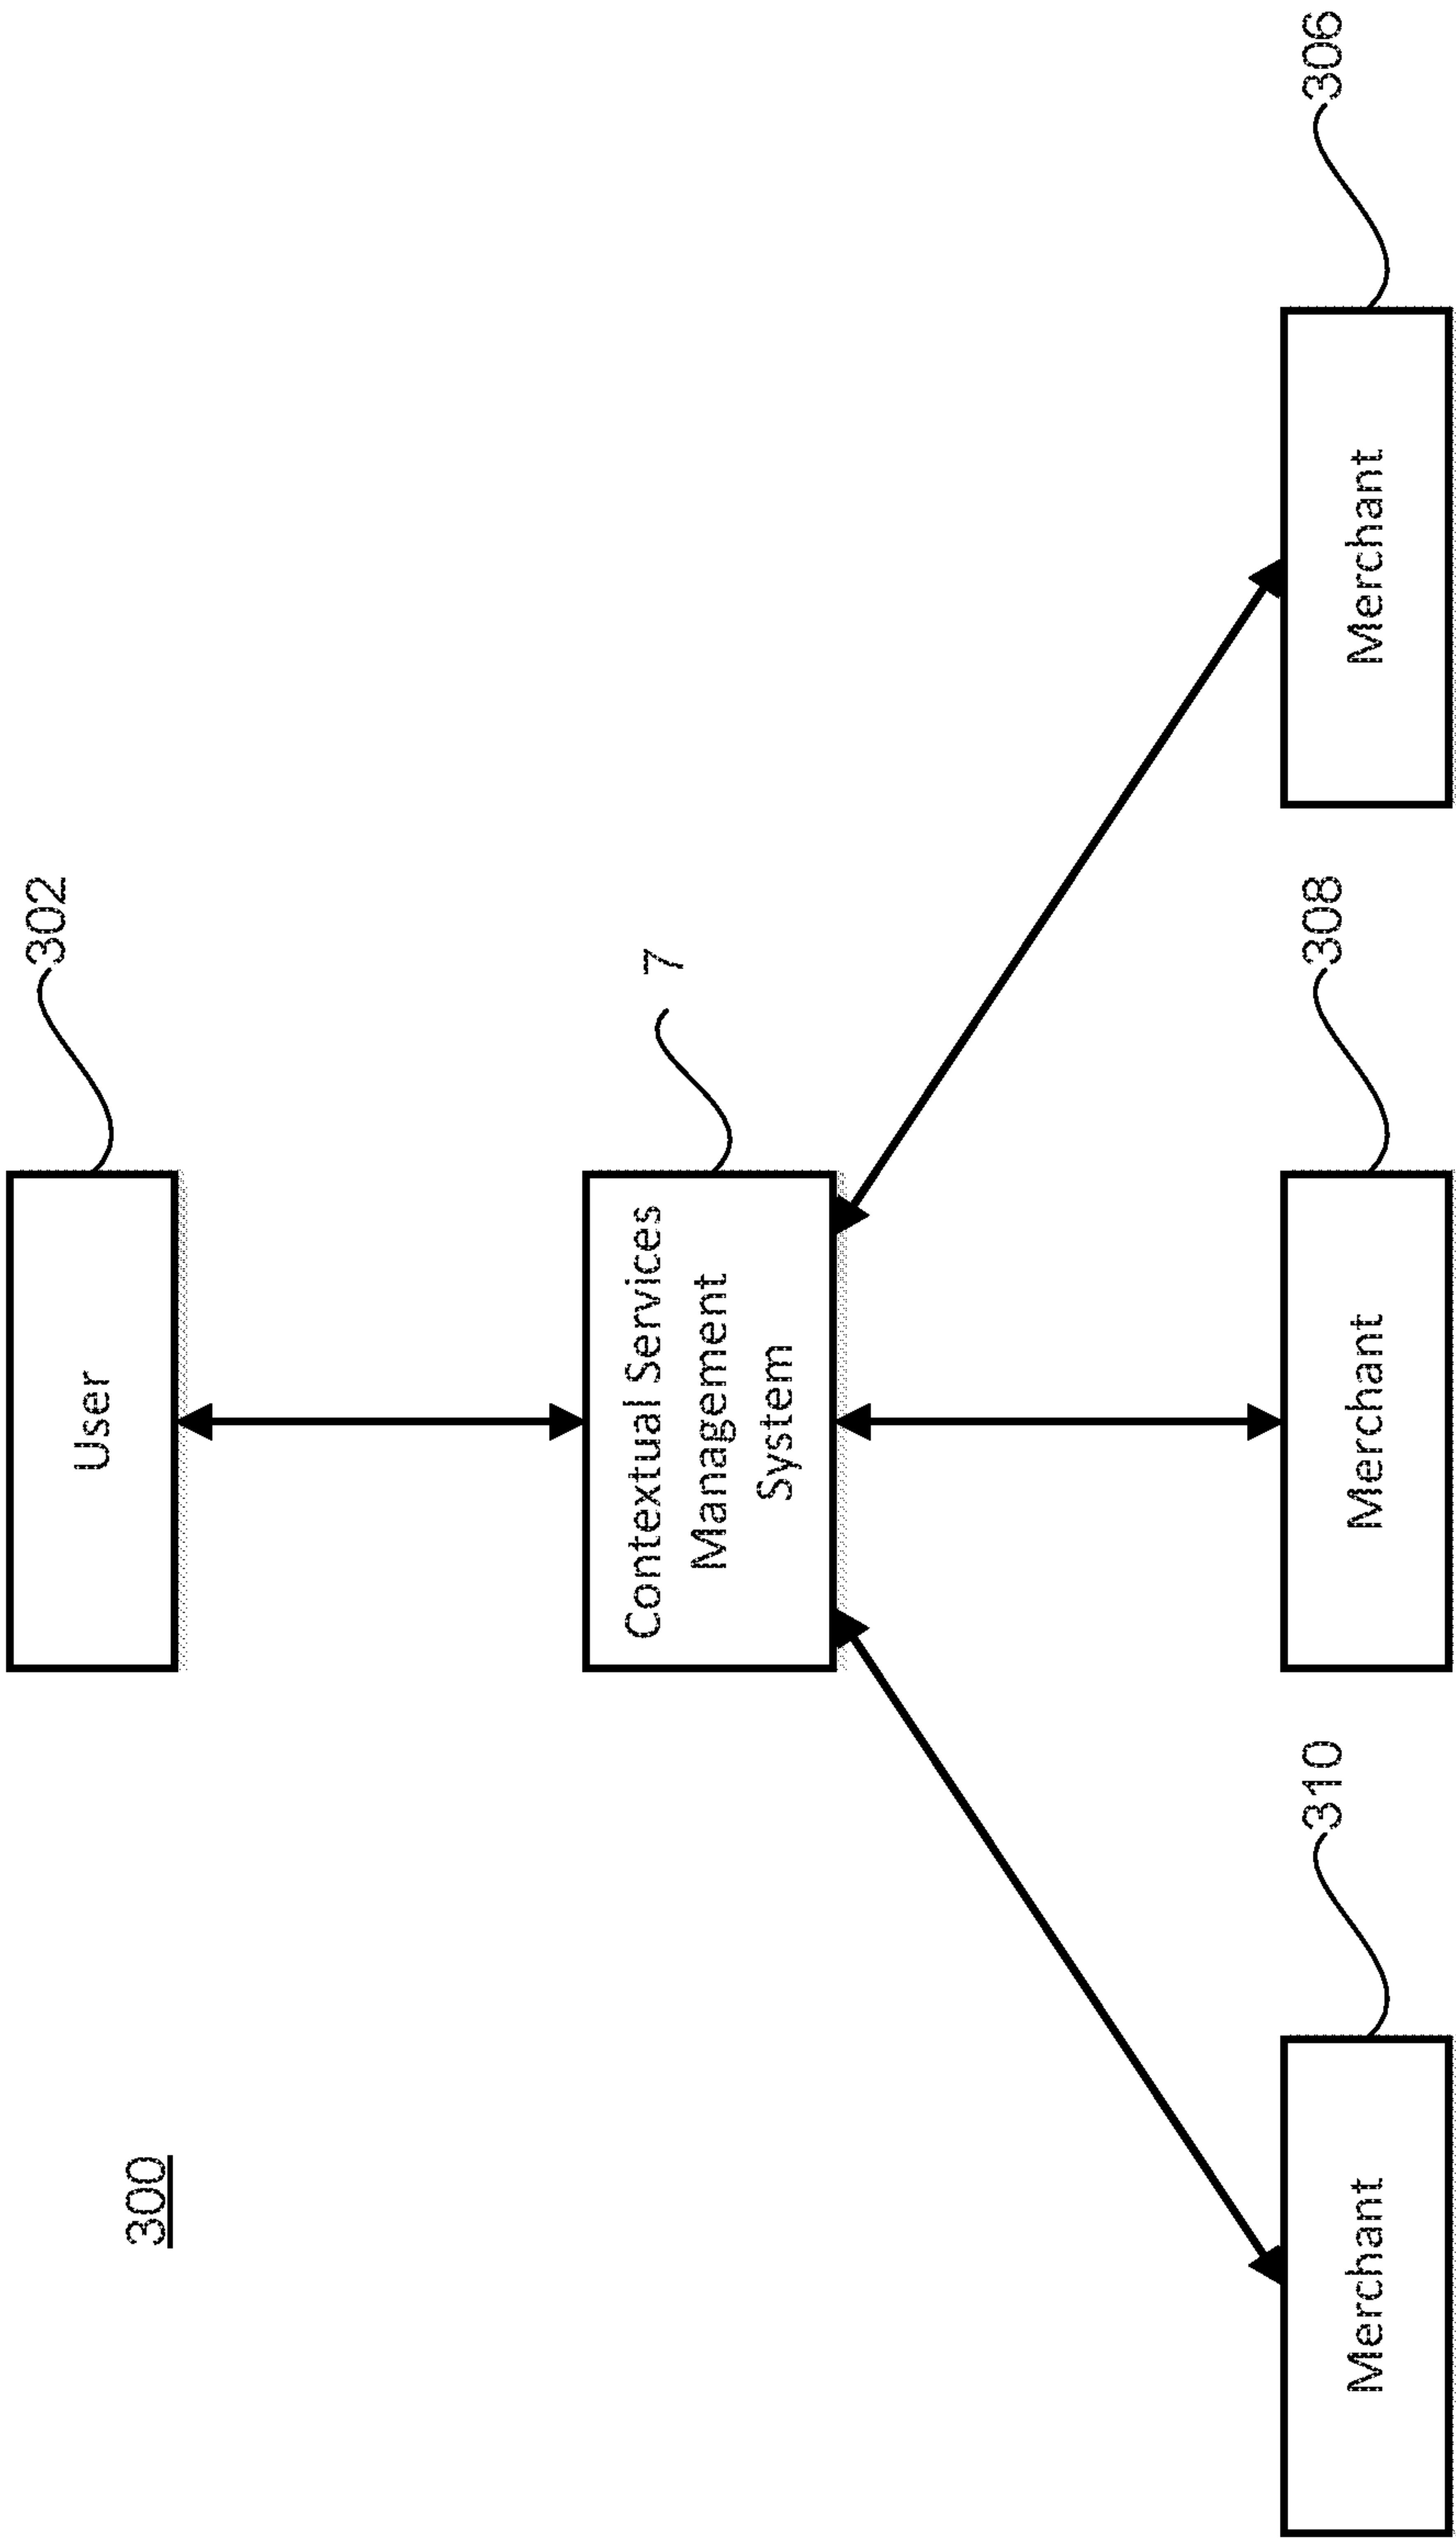 300
User
302
Contextual Services
Management
System
7
Merchant
310
Merchant
308
Merchant
306